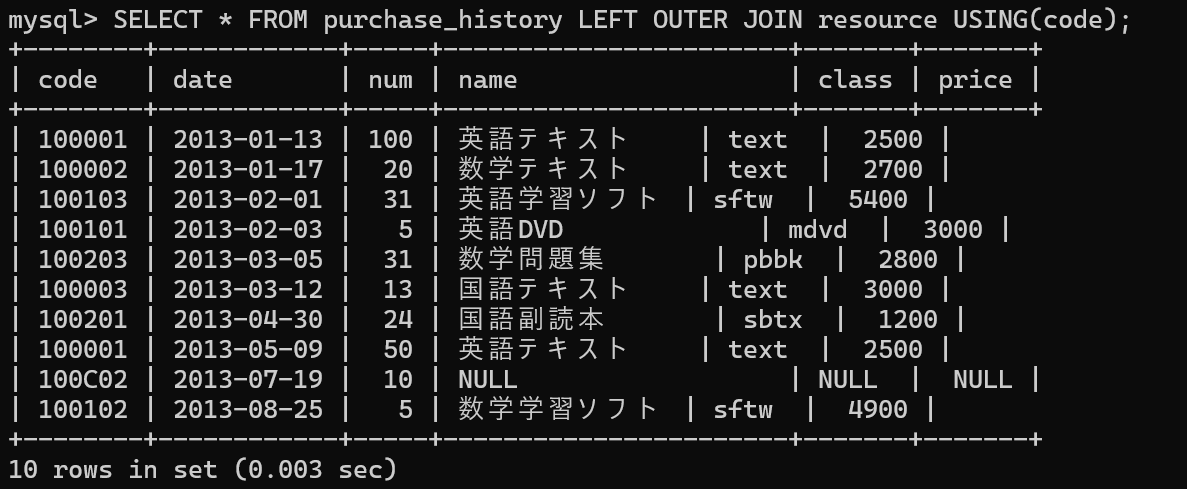 mysql> SELECT * FROM purchase_history LEFT OUTER JOIN resource USING(code);
+--------+------------+-----+-----------------------+-------+-------+
| code   | date       | num | name                  | class | price |
+--------+------------+-----+-----------------------+-------+-------+
| 100001 | 2013-01-13 | 100 | 英語テキスト     | text  |  2500 |
| 100002 | 2013-01-17 |  20 | 数学テキスト     | text  |  2700 |
| 100103 | 2013-02-01 |  31 | 英語学習ソフト  | sftw  |  5400 |
| 100101 | 2013-02-03 |   5 | 英語DVD             | mdvd  |  3000 |
| 100203 | 2013-03-05 |  31 | 数学問題集        | pbbk  |  2800 |
| 100003 | 2013-03-12 |  13 | 国語テキスト     | text  |  3000 |
| 100201 | 2013-04-30 |  24 | 国語副読本        | sbtx  |  1200 |
| 100001 | 2013-05-09 |  50 | 英語テキスト     | text  |  2500 |
| 100C02 | 2013-07-19 |  10 | NULL                  | NULL  |  NULL |
| 100102 | 2013-08-25 |   5 | 数学学習ソフト  | sftw  |  4900 |
+--------+------------+-----+-----------------------+-------+-------+
10 rows in set (0.003 sec)